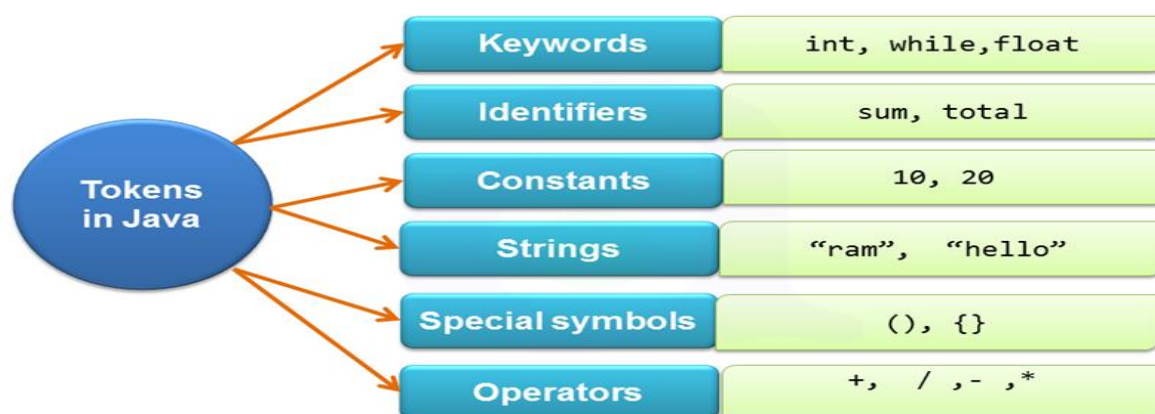 Tokens
in Java
Keywords
int, while,float
Identifiers
sum, total
Constants
10, 20
Strings
“ram”, “hello”
Special symbols
(), {}
Operators
+, / ,- ,*